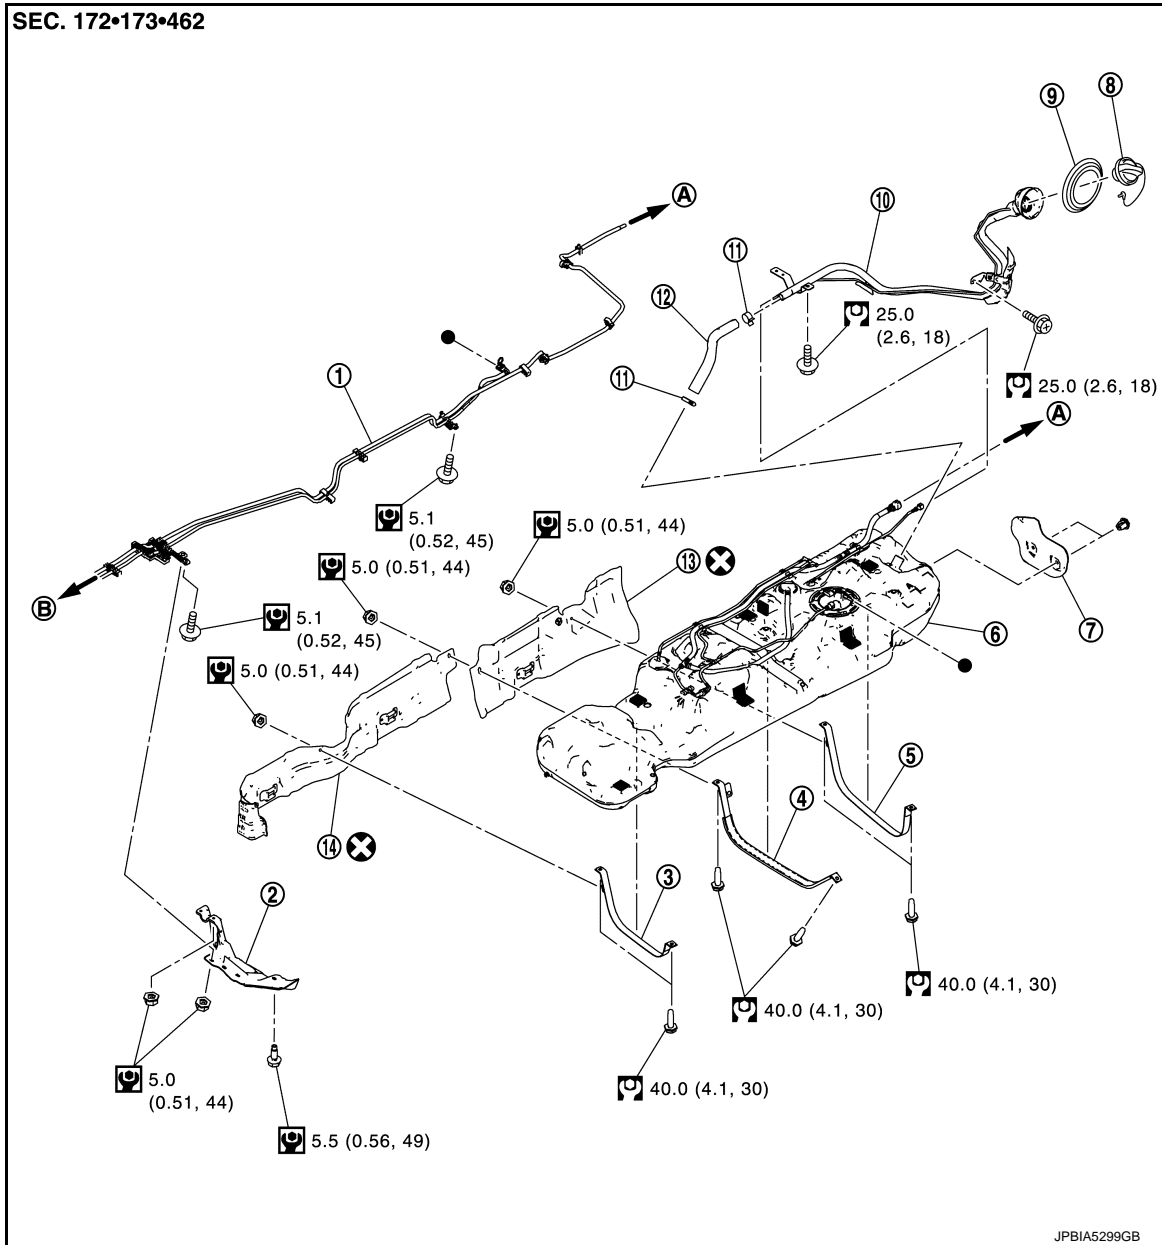 SEC. 172•173•462
⑧
⑨
Ⓐ
⑩
⑪
⑫
25.0
(2.6, 18)
①
⑪
25.0 (2.6, 18)
Ⓐ
5.1
(0.52, 45)
5.0 (0.51, 44)
5.0 (0.51, 44)
⑬
Ⓑ
5.1
(0.52, 45)
⑥
⑦
5.0 (0.51, 44)
⑤
④
⑭
③
②
40.0 (4.1, 30)
40.0 (4.1, 30)
5.0
(0.51, 44)
40.0 (4.1, 30)
5.5 (0.56, 49)
JPBIA5299GB